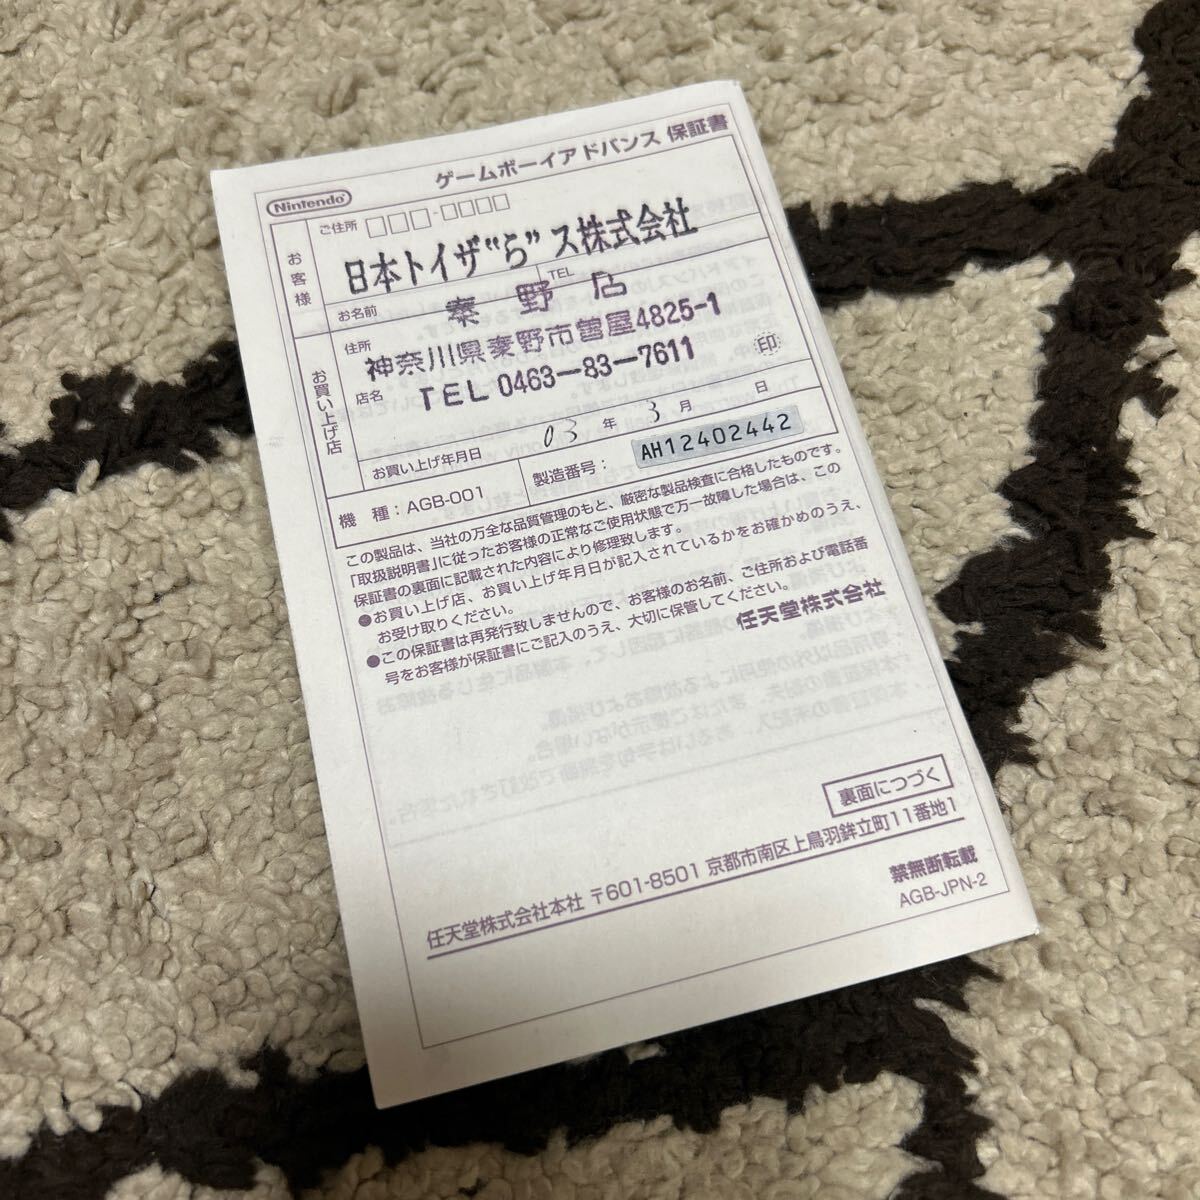 ゲームボーイアドバンス 保証書
Nintendo
お客様
ご住所 □□□-□□□□
日本トイザ“ら”ス株式会社
お名前
TEL
秦野店
お買い上げ店
住所
神奈川県秦野市曽屋4825-1
店名
TEL 0463-83-7611
印
お買い上げ年月日 03 年 3 月 日
機 種：AGB-001
製造番号： AH12402442
この製品は、当社の万全な品質管理のもと、厳密な製品検査に合格したものです。
「取扱説明書」に従ったお客様の正常なご使用状態で万一故障した場合は、この
保証書の裏面に記載された内容により修理致します。
●お買い上げ店、お買い上げ年月日が記入されているかをお確かめのうえ、
お受け取りください。
●この保証書は再発行致しませんので、お客様のお名前、ご住所および電話番
号をお客様が保証書にご記入のうえ、大切に保管してください。
任天堂株式会社
裏面につづく
任天堂株式会社本社 〒601-8501 京都市南区上鳥羽鉾立町11番地1
禁無断転載
AGB-JPN-2